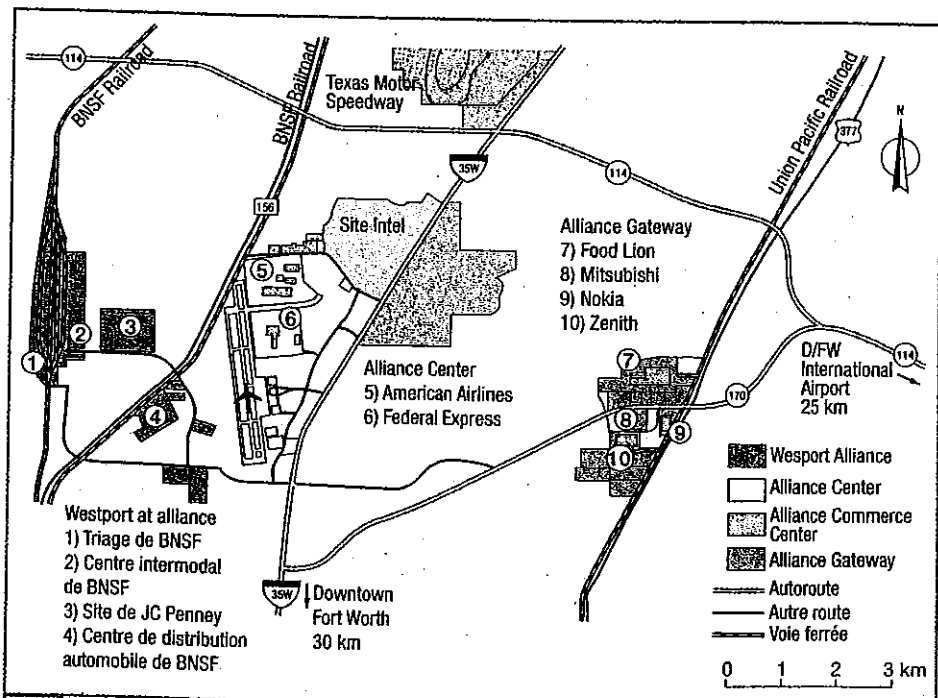 114
BNSF Railroad
BNSF Railroad
Texas Motor
Speedway
35W
114
Union Pacific Railroad
377
N
156
Site Intel
Alliance Gateway
7) Food Lion
8) Mitsubishi
9) Nokia
10) Zenith
5
6
3
2
1
4
Alliance Center
5) American Airlines
6) Federal Express
7
8
9
10
170
D/FW
International
Airport
25 km
114
Westport at alliance
1) Triage de BNSF
2) Centre intermodal
de BNSF
3) Site de JC Penney
4) Centre de distribution
automobile de BNSF
35W
Downtown
Fort Worth
30 km
Wesport Alliance
Alliance Center
Alliance Commerce
Center
Alliance Gateway
Autoroute
Autre route
Voie ferrée
0 1 2 3 km